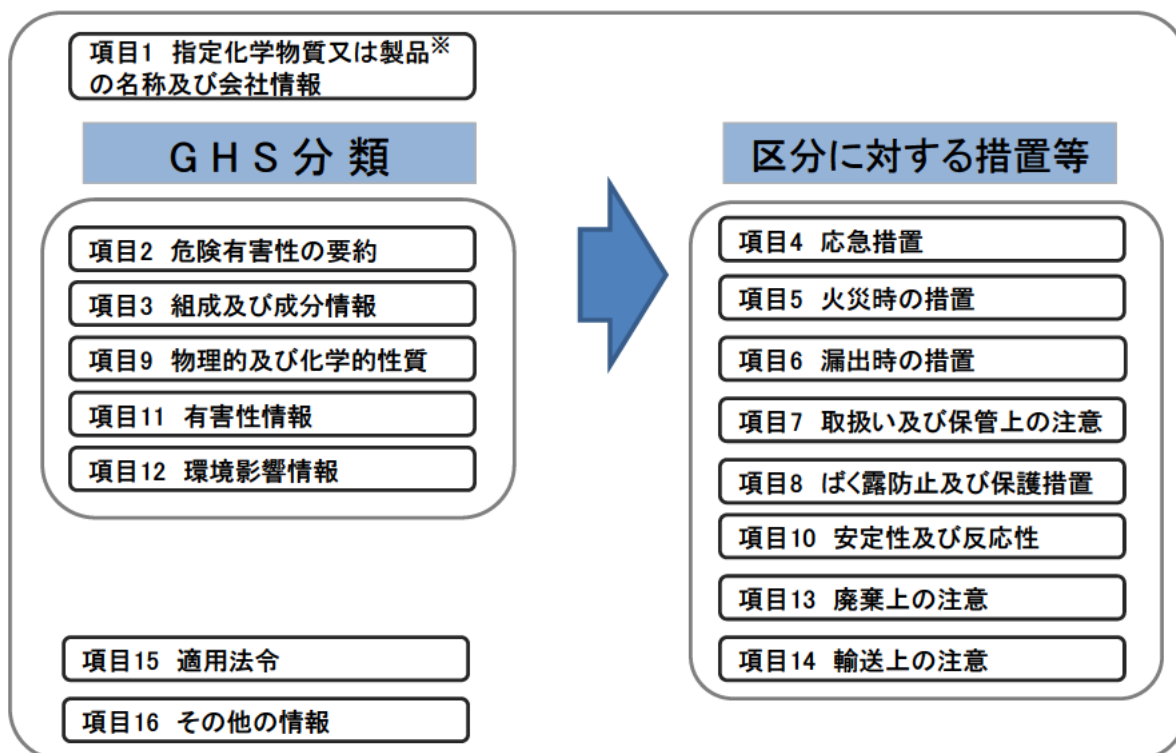 項目1 指定化学物質又は製品※
の名称及び会社情報
GHS分類
項目2 危険有害性の要約
項目3 組成及び成分情報
項目9 物理的及び化学的性質
項目11 有害性情報
項目12 環境影響情報
区分に対する措置等
項目4 応急措置
項目5 火災時の措置
項目6 漏出時の措置
項目7 取扱い及び保管上の注意
項目8 ばく露防止及び保護措置
項目10 安定性及び反応性
項目13 廃棄上の注意
項目14 輸送上の注意
項目15 適用法令
項目16 その他の情報